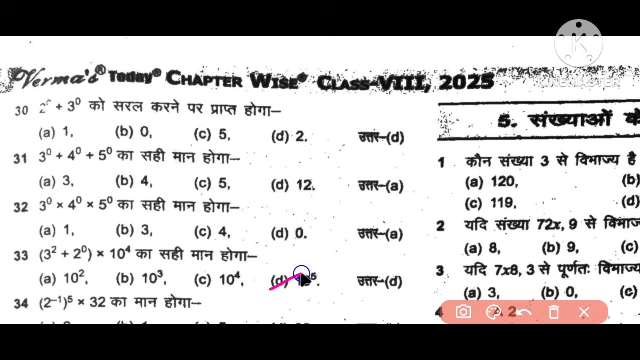 Verma's® Today® CHAPTER WISE® CLASS-VIII, 2025
30 2⁰ + 3⁰ को सरल करने पर प्राप्त होगा–
(a) 1, (b) 0, (c) 5, (d) 2. उत्तर–(d)
31 3⁰ + 4⁰ + 5⁰ का सही मान होगा–
(a) 3, (b) 4, (c) 5, (d) 12. उत्तर–(a)
32 3⁰ × 4⁰ × 5⁰ का सही मान होगा–
(a) 1, (b) 3, (c) 4, (d) 0. उत्तर–(a)
33 (3² + 2⁰) × 10⁴ का सही मान होगा–
(a) 10², (b) 10³, (c) 10⁴, (d) उत्तर–(d)
34 (2⁻¹)⁵ × 32 का मान होगा–
5. संख्याओं
1 कौन संख्या 3 से विभाज्य है
(a) 120, (b)
(c) 119, (d)
2 यदि संख्या 72x, 9 से
(a) 8, (b) 9, (c)
3 यदि 7x8, 3 से पूर्णतः
(a) 3, (b) 0, (c)
4